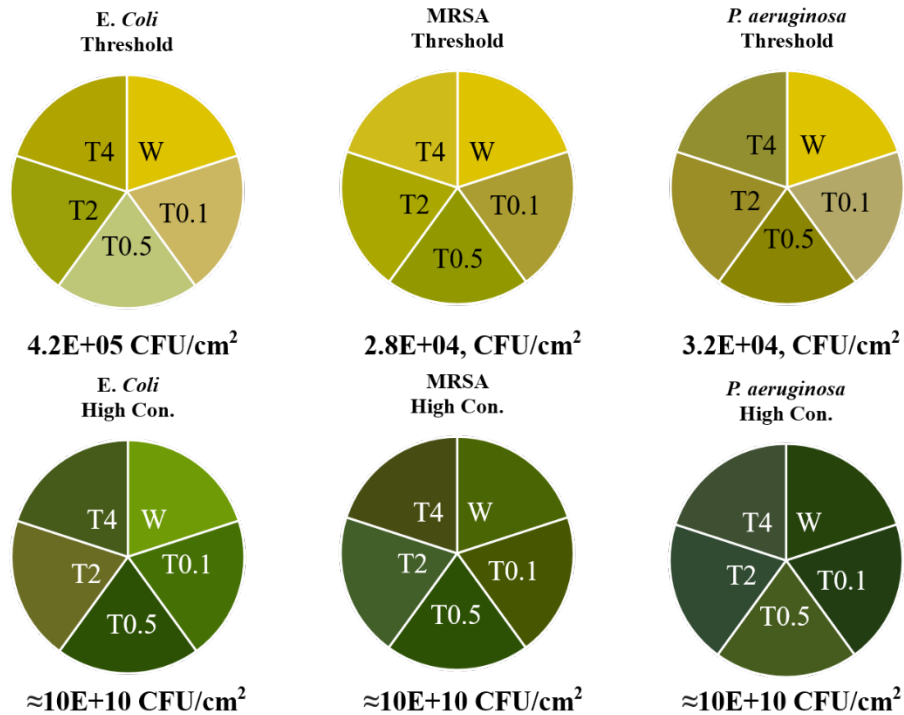 E. Coli
Threshold
MRSA
Threshold
P. aeruginosa
Threshold
T4
W
T2
T0.1
T0.5
T4
W
T2
T0.1
T0.5
T4
W
T2
T0.1
T0.5
4.2E+05 CFU/cm²
2.8E+04, CFU/cm²
3.2E+04, CFU/cm²
E. Coli
High Con.
MRSA
High Con.
P. aeruginosa
High Con.
T4
W
T2
T0.1
T0.5
T4
W
T2
T0.1
T0.5
T4
W
T2
T0.1
T0.5
≈10E+10 CFU/cm²
≈10E+10 CFU/cm²
≈10E+10 CFU/cm²